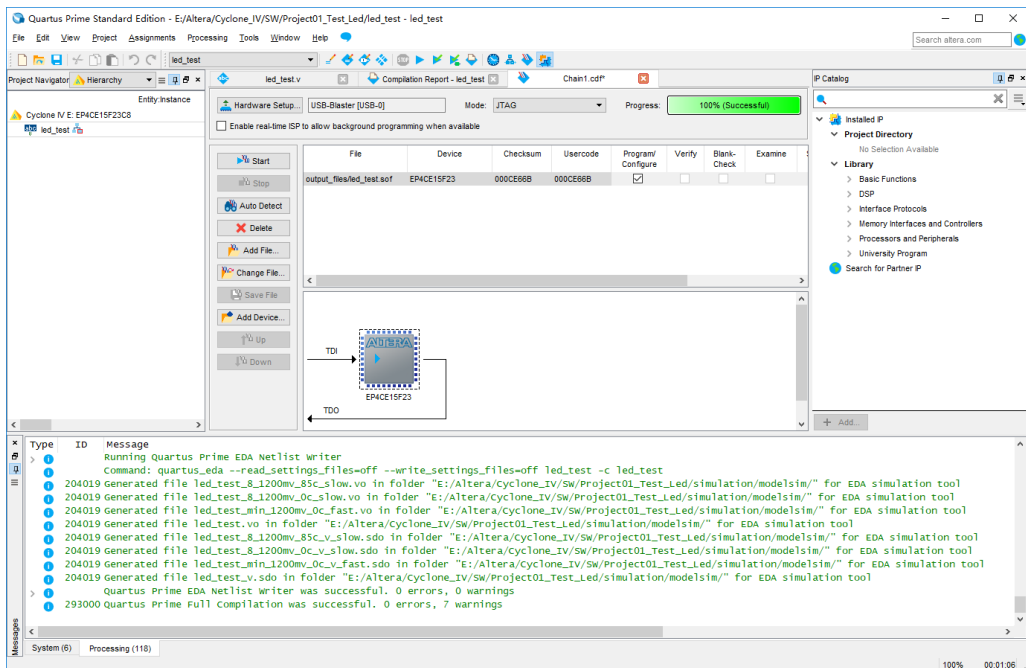 Quartus Prime Standard Edition - E:/Altera/Cyclone_IV/SW/Project01_Test_Led/led_test - led_test
File Edit View Project Assignments Processing Tools Window Help
Search altera.com
led_test
Project Navigator Hierarchy
led_test.v
Compilation Report - led_test
Chain1.cdf*
IP Catalog
Entity:Instance
Cyclone IV E: EP4CE15F23C8
led_test
Hardware Setup... USB-Blaster [USB-0] Mode: JTAG Progress: 100% (Successful)
Enable real-time ISP to allow background programming when available
Start
Stop
Auto Detect
Delete
Add File...
Change File...
Save File
Add Device...
Up
Down
File Device Checksum Usercode Program/ Configure Verify Blank- Check Examine
output_files/led_test.sof EP4CE15F23 000CE66B 000CE66B
TDI
ALTERA
EP4CE15F23
TDO
Installed IP
Project Directory
No Selection Available
Library
Basic Functions
DSP
Interface Protocols
Memory Interfaces and Controllers
Processors and Peripherals
University Program
Search for Partner IP
+ Add...
Type ID Message
Running Quartus Prime EDA Netlist Writer
Command: quartus_eda --read_settings_files=off --write_settings_files=off led_test -c led_test
204019 Generated file led_test_8_1200mv_85c_slow.vo in folder "E:/Altera/Cyclone_IV/SW/Project01_Test_Led/simulation/modelsim/" for EDA simulation tool
204019 Generated file led_test_8_1200mv_0c_slow.vo in folder "E:/Altera/Cyclone_IV/SW/Project01_Test_Led/simulation/modelsim/" for EDA simulation tool
204019 Generated file led_test_min_1200mv_0c_fast.vo in folder "E:/Altera/Cyclone_IV/SW/Project01_Test_Led/simulation/modelsim/" for EDA simulation tool
204019 Generated file led_test.vo in folder "E:/Altera/Cyclone_IV/SW/Project01_Test_Led/simulation/modelsim/" for EDA simulation tool
204019 Generated file led_test_8_1200mv_85c_v_slow.sdo in folder "E:/Altera/Cyclone_IV/SW/Project01_Test_Led/simulation/modelsim/" for EDA simulation tool
204019 Generated file led_test_8_1200mv_0c_v_slow.sdo in folder "E:/Altera/Cyclone_IV/SW/Project01_Test_Led/simulation/modelsim/" for EDA simulation tool
204019 Generated file led_test_min_1200mv_0c_v_fast.sdo in folder "E:/Altera/Cyclone_IV/SW/Project01_Test_Led/simulation/modelsim/" for EDA simulation tool
204019 Generated file led_test_v.sdo in folder "E:/Altera/Cyclone_IV/SW/Project01_Test_Led/simulation/modelsim/" for EDA simulation tool
Quartus Prime EDA Netlist Writer was successful. 0 errors, 0 warnings
293000 Quartus Prime Full Compilation was successful. 0 errors, 7 warnings
Messages
System (6) Processing (118)
100% 00:01:06